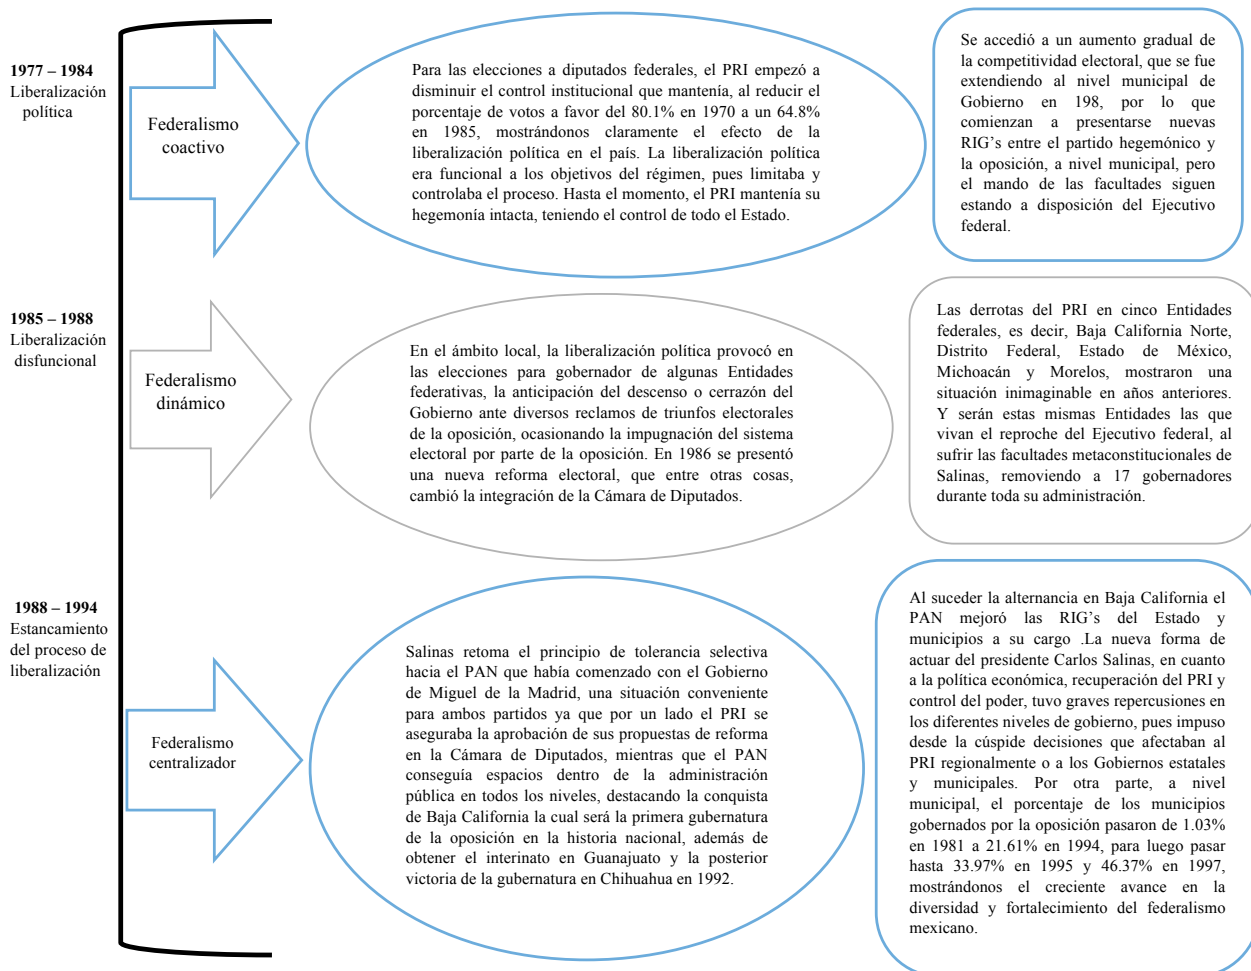 1977 – 1984
Liberalización
política
Federalismo
coactivo
Para las elecciones a diputados federales, el PRI empezó a
disminuir el control institucional que mantenía, al reducir el
porcentaje de votos a favor del 80.1% en 1970 a un 64.8%
en 1985, mostrándonos claramente el efecto de la
liberalización política en el país. La liberalización política
era funcional a los objetivos del régimen, pues limitaba y
controlaba el proceso. Hasta el momento, el PRI mantenía su
hegemonía intacta, teniendo el control de todo el Estado.
Se accedió a un aumento gradual de
la competitividad electoral, que se fue
extendiendo al nivel municipal de
Gobierno en 198, por lo que
comienzan a presentarse nuevas
RIG's entre el partido hegemónico y
la oposición, a nivel municipal, pero
el mando de las facultades siguen
estando a disposición del Ejecutivo
federal.
1985 – 1988
Liberalización
disfuncional
Federalismo
dinámico
En el ámbito local, la liberalización política provocó en
las elecciones para gobernador de algunas Entidades
federativas, la anticipación del descenso o cerrazón del
Gobierno ante diversos reclamos de triunfos electorales
de la oposición, ocasionando la impugnación del sistema
electoral por parte de la oposición. En 1986 se presentó
una nueva reforma electoral, que entre otras cosas,
cambió la integración de la Cámara de Diputados.
Las derrotas del PRI en cinco Entidades
federales, es decir, Baja California Norte,
Distrito Federal, Estado de México,
Michoacán y Morelos, mostraron una
situación inimaginable en años anteriores.
Y serán estas mismas Entidades las que
vivan el reproche del Ejecutivo federal, al
sufrir las facultades metaconstitucionales de
Salinas, removiendo a 17 gobernadores
durante toda su administración.
1988 – 1994
Estancamiento
del proceso de
liberalización
Federalismo
centralizador
Salinas retoma el principio de tolerancia selectiva
hacia el PAN que había comenzado con el Gobierno
de Miguel de la Madrid, una situación conveniente
para ambos partidos ya que por un lado el PRI se
aseguraba la aprobación de sus propuestas de reforma
en la Cámara de Diputados, mientras que el PAN
conseguía espacios dentro de la administración
pública en todos los niveles, destacando la conquista
de Baja California la cual será la primera gubernatura
de la oposición en la historia nacional, además de
obtener el interinato en Guanajuato y la posterior
victoria de la gubernatura en Chihuahua en 1992.
Al suceder la alternancia en Baja California el
PAN mejoró las RIG's del Estado y
municipios a su cargo .La nueva forma de
actuar del presidente Carlos Salinas, en cuanto
a la política económica, recuperación del PRI y
control del poder, tuvo graves repercusiones en
los diferentes niveles de gobierno, pues impuso
desde la cúspide decisiones que afectaban al
PRI regionalmente o a los Gobiernos estatales
y municipales. Por otra parte, a nivel
municipal, el porcentaje de los municipios
gobernados por la oposición pasaron de 1.03%
en 1981 a 21.61% en 1994, para luego pasar
hasta 33.97% en 1995 y 46.37% en 1997,
mostrándonos el creciente avance en la
diversidad y fortalecimiento del federalismo
mexicano.